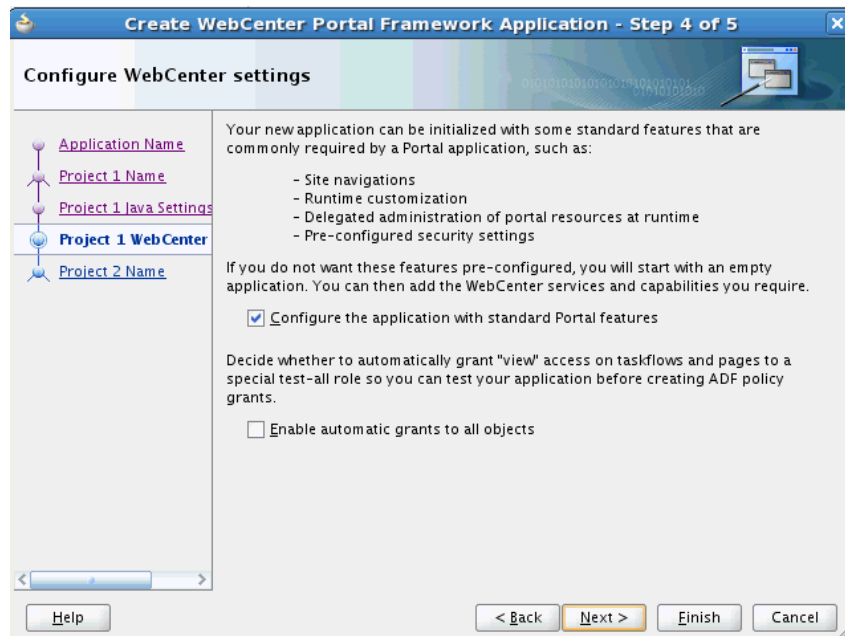 Create WebCenter Portal Framework Application - Step 4 of 5
Configure WebCenter settings
Application Name
Project 1 Name
Project 1 Java Settings
Project 1 WebCenter
Project 2 Name
Your new application can be initialized with some standard features that are
commonly required by a Portal application, such as:
- Site navigations
- Runtime customization
- Delegated administration of portal resources at runtime
- Pre-configured security settings
If you do not want these features pre-configured, you will start with an empty
application. You can then add the WebCenter services and capabilities you require.
Configure the application with standard Portal features
Decide whether to automatically grant "view" access on taskflows and pages to a
special test-all role so you can test your application before creating ADF policy
grants.
Enable automatic grants to all objects
Help
< Back
Next >
Finish
Cancel